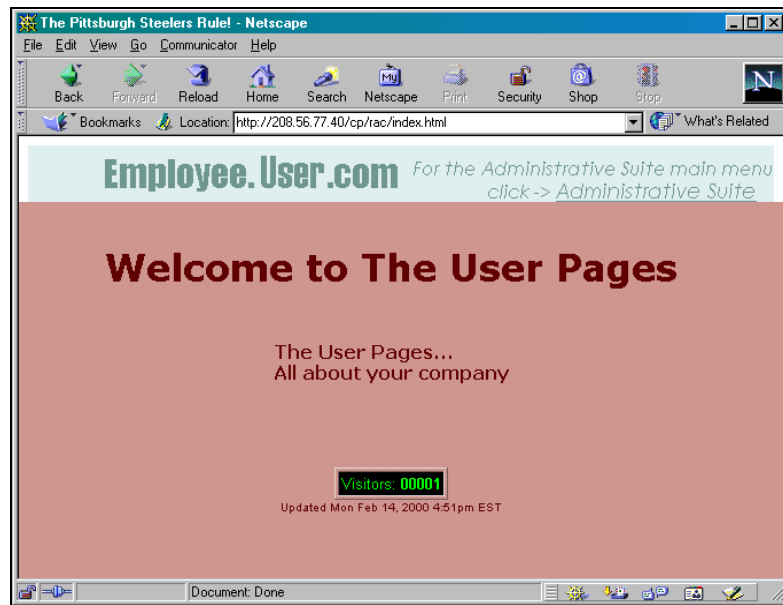 The Pittsburgh Steelers Rule! - Netscape
File Edit View Go Communicator Help
Back Forward Reload Home Search Netscape Print Security Shop Stop
My
N
Bookmarks Location: http://208.56.77.40/cp/rac/index.html What's Related
Employee.User.com
For the Administrative Suite main menu
click -> Administrative Suite
Welcome to The User Pages
The User Pages...
All about your company
Visitors: 00001
Updated Mon Feb 14, 2000 4:51pm EST
Document: Done